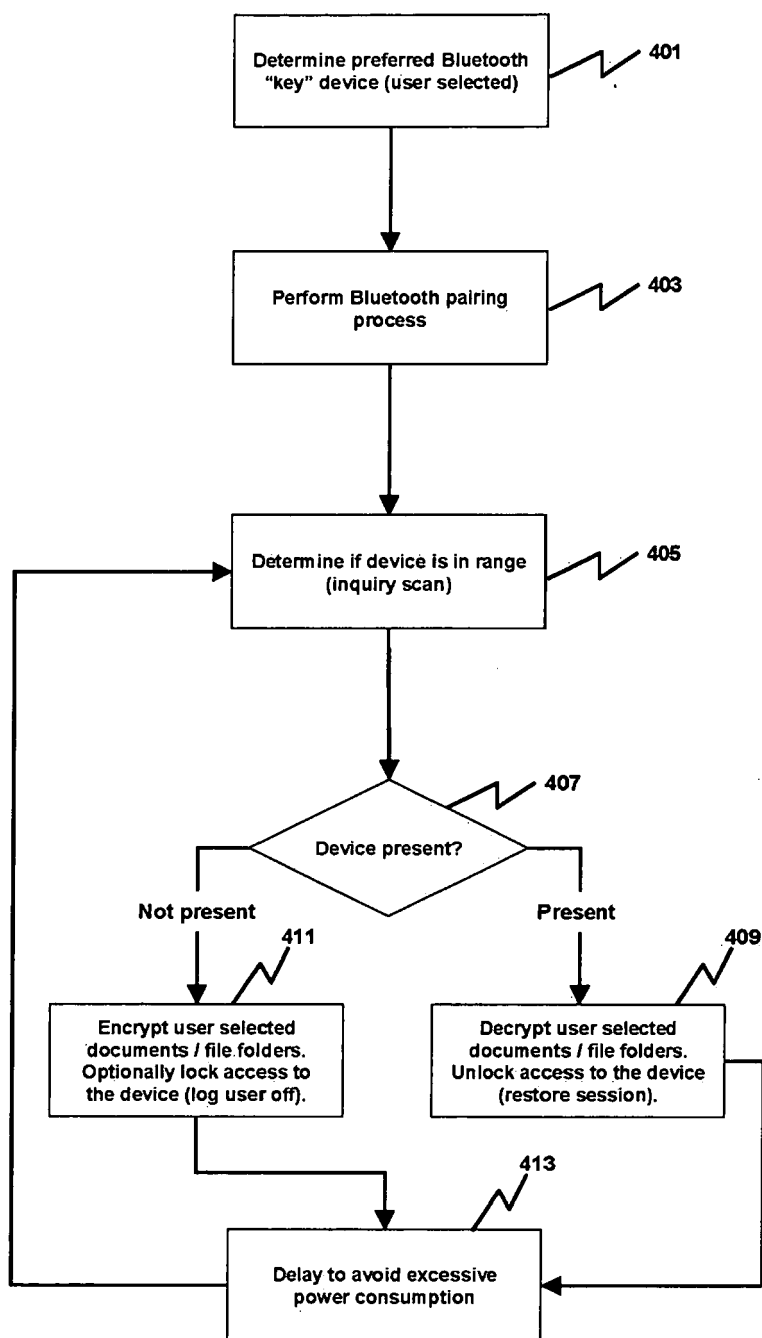 Determine preferred Bluetooth
"key" device (user selected)
401
Perform Bluetooth pairing
process
403
Determine if device is in range
(inquiry scan)
405
407
Device present?
Not present
Present
411
409
Encrypt user selected
documents / file folders.
Optionally lock access to
the device (log user off).
Decrypt user selected
documents / file folders.
Unlock access to the device
(restore session).
413
Delay to avoid excessive
power consumption